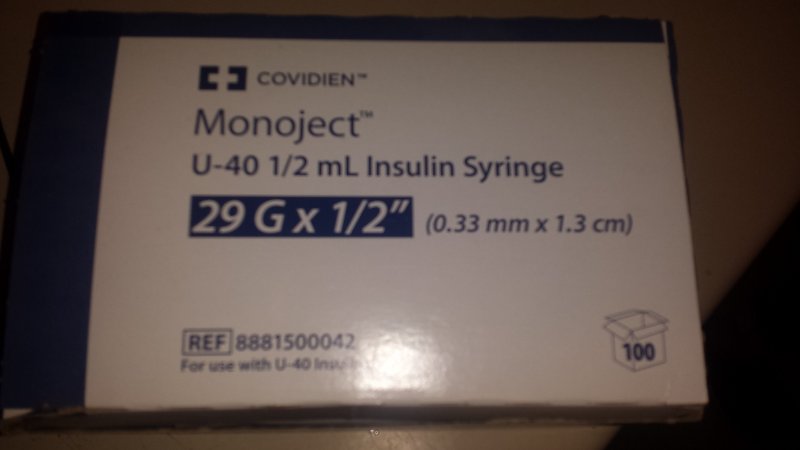 COVIDIEN™
Monoject™
U-40 1/2 mL Insulin Syringe
29 G x 1/2" (0.33 mm x 1.3 cm)
REF 8881500042
For use with U-40 Insulin
100